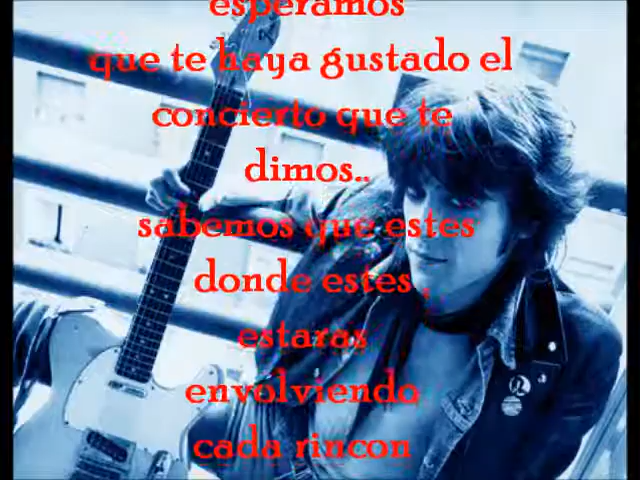 esperamos
que te haya gustado el
concierto que te
dimos..
sabemos que estes
donde estes ,
estaras
envolviendo
cada rincon